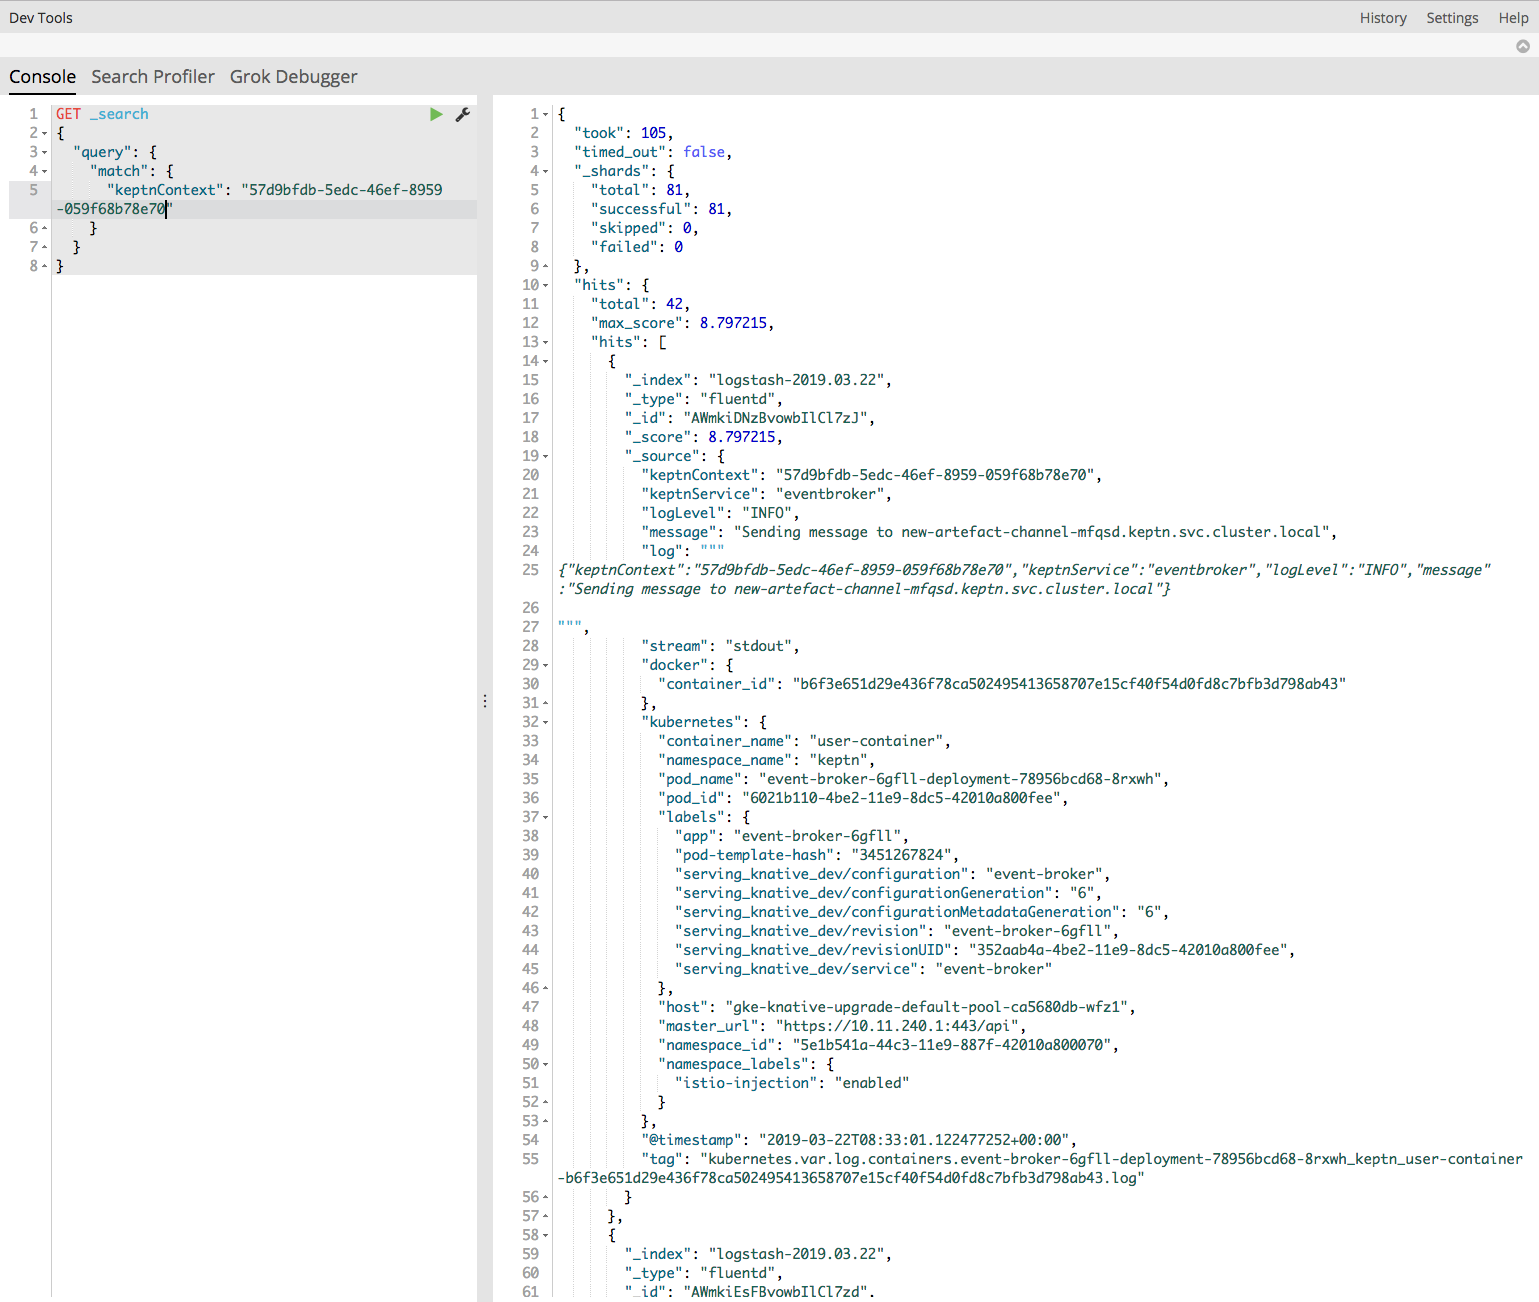 Dev Tools
History Settings Help
Console Search Profiler Grok Debugger
1 GET _search
2 {
3 "query": {
4 "match": {
5 "keptnContext": "57d9bfdb-5edc-46ef-8959
-059f68b78e70"
6 }
7 }
8 }
1 {
2 "took": 105,
3 "timed_out": false,
4 "_shards": {
5 "total": 81,
6 "successful": 81,
7 "skipped": 0,
8 "failed": 0
9 },
10 "hits": {
11 "total": 42,
12 "max_score": 8.797215,
13 "hits": [
14 {
15 "_index": "logstash-2019.03.22",
16 "_type": "fluentd",
17 "_id": "AWmkiDNzBvowbIlCl7zJ",
18 "_score": 8.797215,
19 "_source": {
20 "keptnContext": "57d9bfdb-5edc-46ef-8959-059f68b78e70",
21 "keptnService": "eventbroker",
22 "logLevel": "INFO",
23 "message": "Sending message to new-artefact-channel-mfqsd.keptn.svc.cluster.local",
24 "log": """
25 {"keptnContext":"57d9bfdb-5edc-46ef-8959-059f68b78e70","keptnService":"eventbroker","logLevel":"INFO","message"
:"Sending message to new-artefact-channel-mfqsd.keptn.svc.cluster.local"}
26
27 """,
28 "stream": "stdout",
29 "docker": {
30 "container_id": "b6f3e651d29e436f78ca502495413658707e15cf40f54d0fd8c7bfb3d798ab43"
31 },
32 "kubernetes": {
33 "container_name": "user-container",
34 "namespace_name": "keptn",
35 "pod_name": "event-broker-6gfll-deployment-78956bcd68-8rxwh",
36 "pod_id": "6021b110-4be2-11e9-8dc5-42010a800fee",
37 "labels": {
38 "app": "event-broker-6gfll",
39 "pod-template-hash": "3451267824",
40 "serving_knative_dev/configuration": "event-broker",
41 "serving_knative_dev/configurationGeneration": "6",
42 "serving_knative_dev/configurationMetadataGeneration": "6",
43 "serving_knative_dev/revision": "event-broker-6gfll",
44 "serving_knative_dev/revisionUID": "352aab4a-4be2-11e9-8dc5-42010a800fee",
45 "serving_knative_dev/service": "event-broker"
46 },
47 "host": "gke-knative-upgrade-default-pool-ca5680db-wfz1",
48 "master_url": "https://10.11.240.1:443/api",
49 "namespace_id": "5e1b541a-44c3-11e9-887f-42010a800070",
50 "namespace_labels": {
51 "istio-injection": "enabled"
52 }
53 },
54 "@timestamp": "2019-03-22T08:33:01.122477252+00:00",
55 "tag": "kubernetes.var.log.containers.event-broker-6gfll-deployment-78956bcd68-8rxwh_keptn_user-container
-b6f3e651d29e436f78ca502495413658707e15cf40f54d0fd8c7bfb3d798ab43.log"
56 }
57 },
58 {
59 "_index": "logstash-2019.03.22",
60 "_type": "fluentd",
61 "_id": "AWmkiEsFBvowbIlCl7zd",